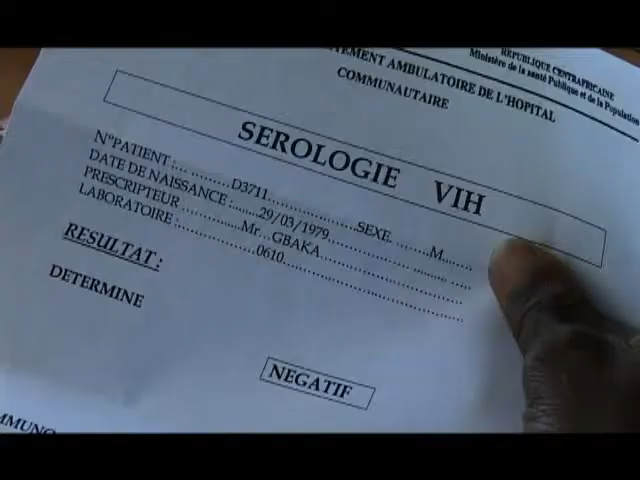 REPUBLIQUE CENTRAFRICAINE
Ministère de la santé Publique et de la Population
TEMENT AMBULATOIRE DE L'HOPITAL
COMMUNAUTAIRE
SEROLOGIE VIH
N°PATIENT :.. ........D3711......................SEXE. ........M........
DATE DE NAISSANCE :.......29/03/1979
PRESCRIPTEUR ................Mr...GBAKA
LABORATOIRE :....................0610
RESULTAT:
DETERMINE
NEGATIF